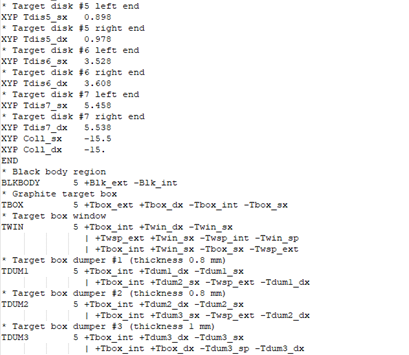 * Target disk #5 left end
XYP Tdis5_sx   0.898
* Target disk #5 right end
XYP Tdis5_dx   0.978
* Target disk #6 left end
XYP Tdis6_sx   3.528
* Target disk #6 right end
XYP Tdis6_dx   3.608
* Target disk #7 left end
XYP Tdis7_sx   5.458
* Target disk #7 right end
XYP Tdis7_dx   5.538
XYP Coll_sx    -15.5
XYP Coll_dx    -15.
END
* Black body region
BLKBODY      5 +Blk_ext -Blk_int
* Graphite target box
TBOX         5 +Tbox_ext +Tbox_dx -Tbox_int -Tbox_sx
* Target box window
TWIN         5 +Tbox_int +Twin_dx -Twin_sx
               | +Twsp_ext +Twin_sx -Twsp_int -Twin_sp
               | +Tbox_int +Twin_sx -Twsp_ext -Tbox_sx
* Target box dumper #1 (thickness 0.8 mm)
TDUM1        5 +Tbox_int +Tdum1_dx -Tdum1_sx
               | +Tbox_int +Tdum2_sx -Twsp_ext -Tdum1_dx
* Target box dumper #2 (thickness 0.8 mm)
TDUM2        5 +Tbox_int +Tdum2_dx -Tdum2_sx
               | +Tbox_int +Tdum3_sx -Twsp_ext -Tdum2_dx
* Target box dumper #3 (thickness 1 mm)
TDUM3        5 +Tbox_int +Tdum3_dx -Tdum3_sx
               | +Tbox_int +Tbox_dx -Tdum3_sp -Tdum3_dx